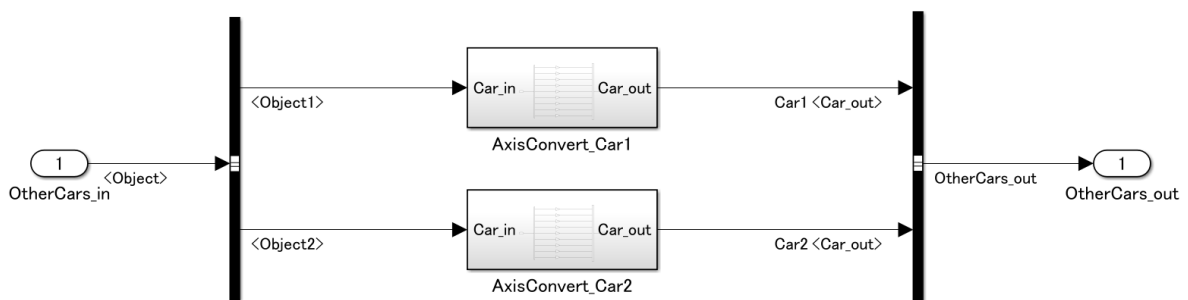 Car_in
Car_out
<Object1>
Car1 <Car_out>
AxisConvert_Car1
1
<Object>
OtherCars_in
OtherCars_out
1
OtherCars_out
Car_in
Car_out
<Object2>
Car2 <Car_out>
AxisConvert_Car2